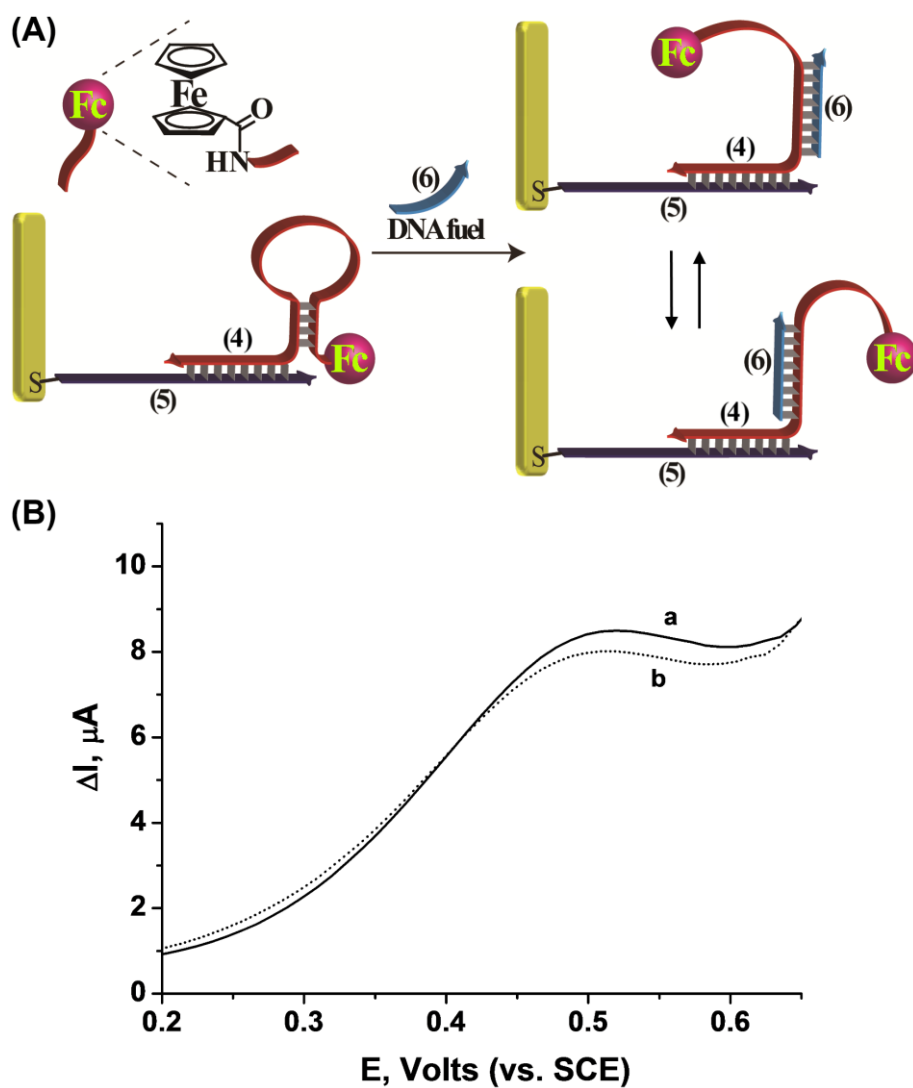 (A)
Fc
Fe
O
HN
(6)
DNA fuel
S
(4)
(5)
Fc
Fc
(6)
(4)
S
(5)
Fc
(6)
(4)
S
(5)
(B)
10
8
6
4
2
0
a
b
ΔI, μA
0.2 0.3 0.4 0.5 0.6
E, Volts (vs. SCE)